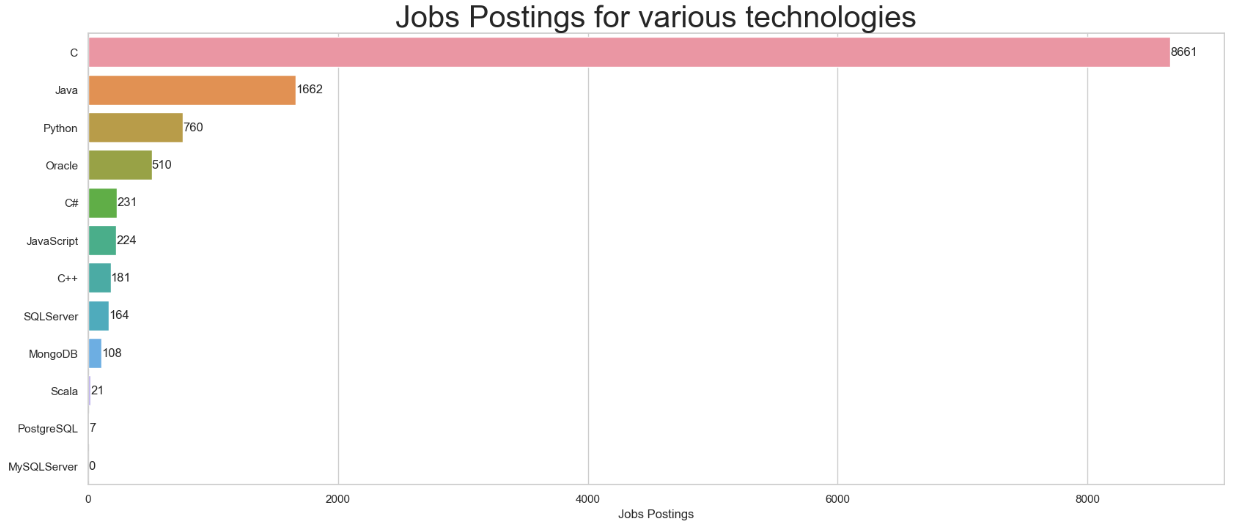 Jobs Postings for various technologies
C 8661
Java 1662
Python 760
Oracle 510
C# 231
JavaScript 224
C++ 181
SQLServer 164
MongoDB 108
Scala 21
PostgreSQL 7
MySQLServer 0
0 2000 4000 6000 8000
Jobs Postings